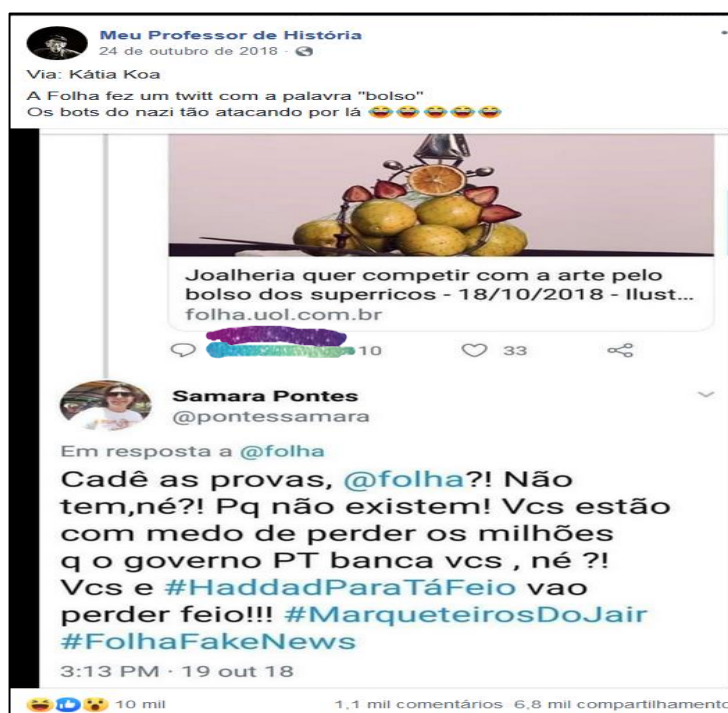 Meu Professor de História
24 de outubro de 2018 ·
Via: Kátia Koa
A Folha fez um twitt com a palavra "bolso"
Os bots do nazi tão atacando por lá 😂😂😂😂😂
Joalheria quer competir com a arte pelo
bolso dos superricos - 18/10/2018 - Ilust...
folha.uol.com.br
10 33
Samara Pontes
@pontessamara
Em resposta a @folha
Cadê as provas, @folha?! Não
tem,né?! Pq não existem! Vcs estão
com medo de perder os milhões
q o governo PT banca vcs , né ?!
Vcs e #HaddadParaTáFeio vao
perder feio!!! #MarqueteirosDoJair
#FolhaFakeNews
3:13 PM · 19 out 18
10 mil 1,1 mil comentários 6,8 mil compartilhamento